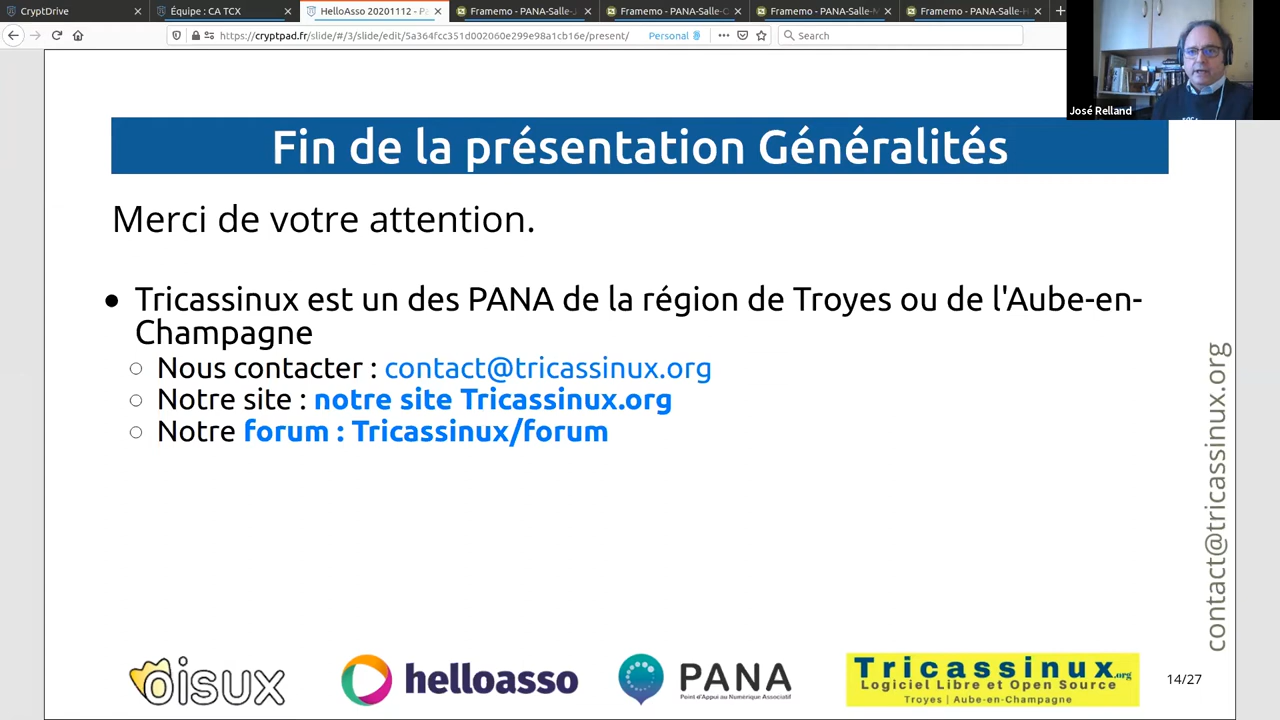 CryptDrive
Équipe : CA TCX
HelloAsso 20201112 - P
Framemo - PANA-Salle-
Framemo - PANA-Salle-C
Framemo - PANA-Salle-M
Framemo - PANA-Salle-H
https://cryptpad.fr/slide/#/3/slide/edit/5a364fcc351d002060e299e98a1cb16e/present/
Personal
Search
José Relland
Fin de la présentation Généralités
Merci de votre attention.
• Tricassinux est un des PANA de la région de Troyes ou de l'Aube-en-
Champagne
○ Nous contacter : contact@tricassinux.org
○ Notre site : notre site Tricassinux.org
○ Notre forum : Tricassinux/forum
contact@tricassinux.org
oisux
helloasso
PANA
Point d'Appui au Numérique Associatif
Tricassinux.org
Logiciel Libre et Open Source
Troyes | Aube-en-Champagne
14/27